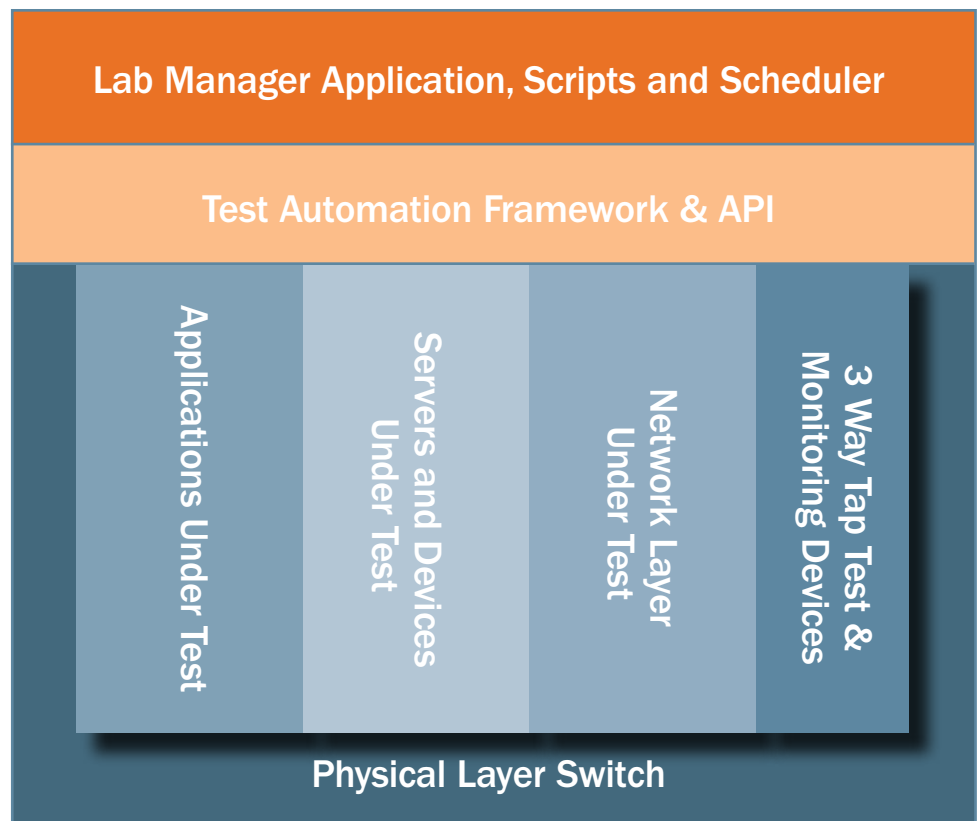 Lab Manager Application, Scripts and Scheduler
Test Automation Framework & API
Applications Under Test
Servers and Devices
Under Test
Network Layer
Under Test
3 Way Tap Test &
Monitoring Devices
Physical Layer Switch